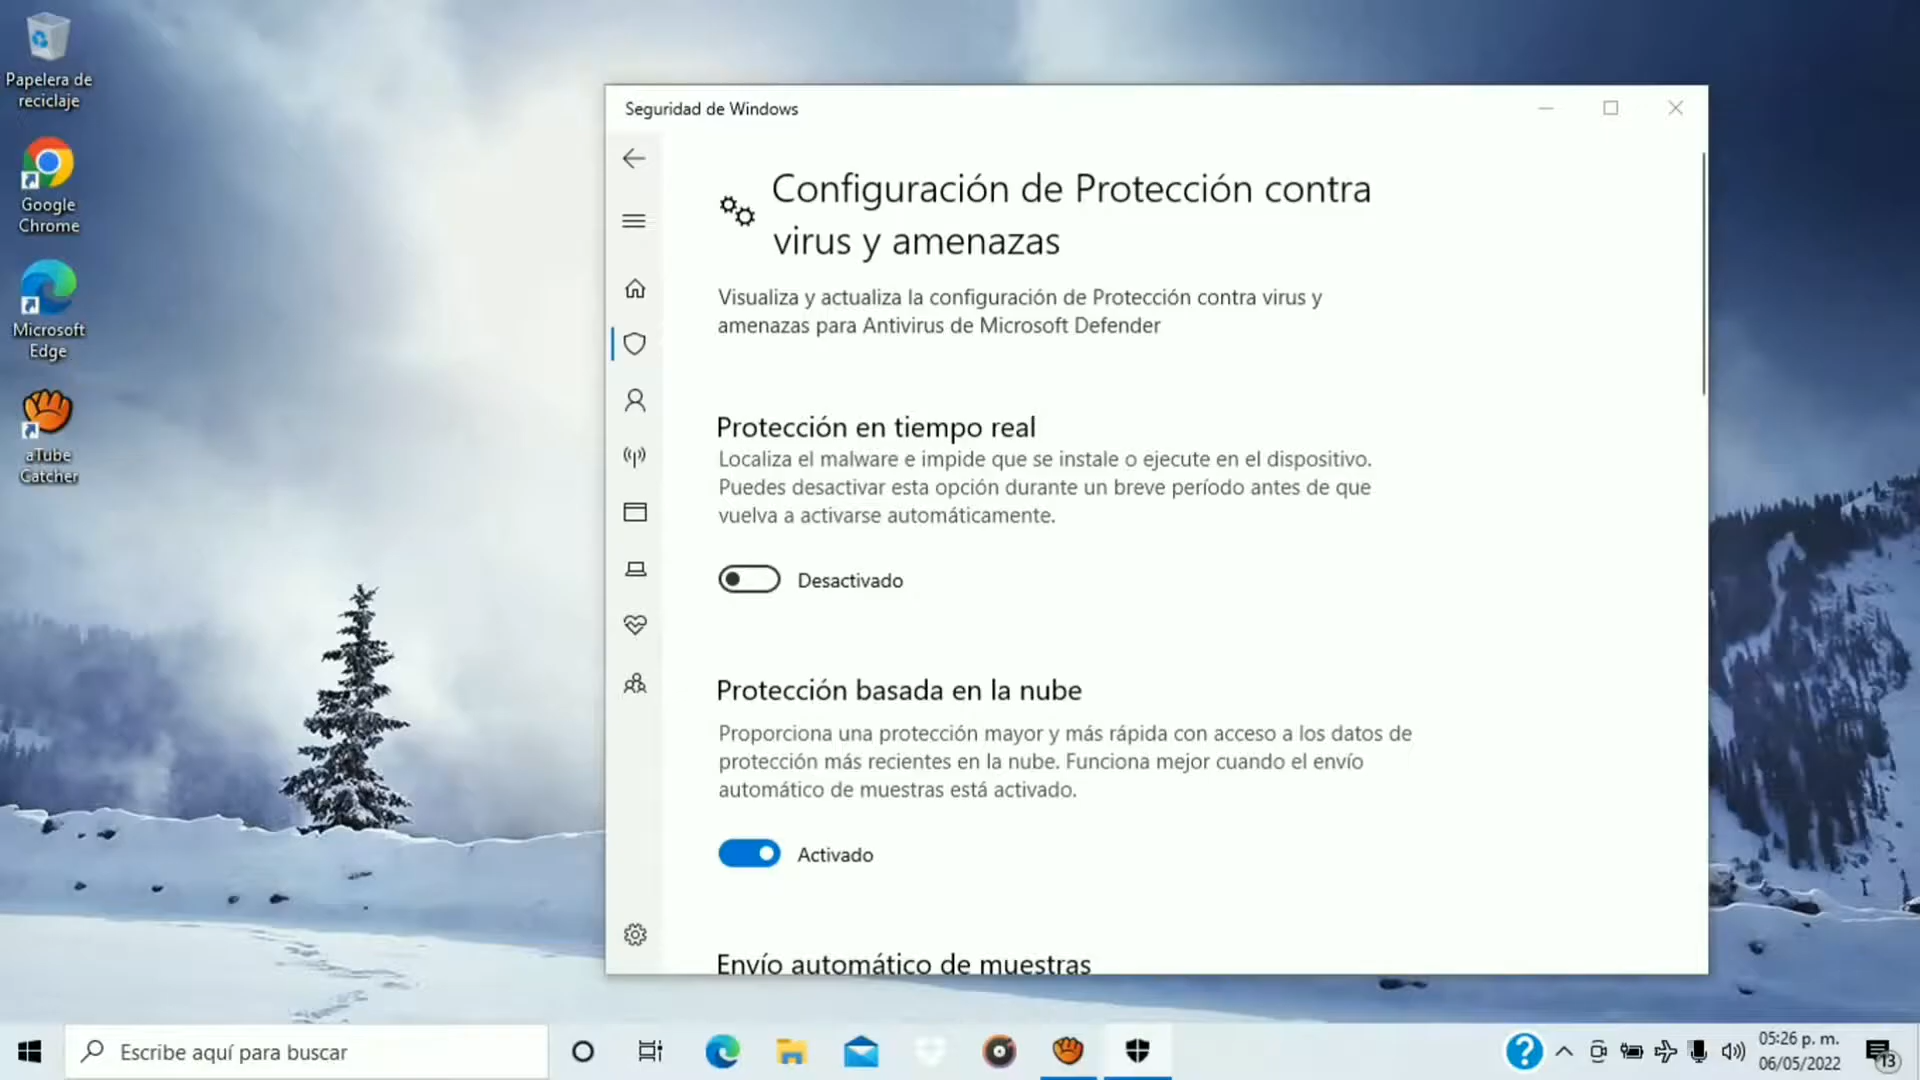 Papelera de
reciclaje
Google
Chrome
Microsoft
Edge
aTube
Catcher
Seguridad de Windows
Configuración de Protección contra
virus y amenazas
Visualiza y actualiza la configuración de Protección contra virus y
amenazas para Antivirus de Microsoft Defender
Protección en tiempo real
Localiza el malware e impide que se instale o ejecute en el dispositivo.
Puedes desactivar esta opción durante un breve período antes de que
vuelva a activarse automáticamente.
Desactivado
Protección basada en la nube
Proporciona una protección mayor y más rápida con acceso a los datos de
protección más recientes en la nube. Funciona mejor cuando el envío
automático de muestras está activado.
Activado
Envío automático de muestras
Escribe aquí para buscar
05:26 p. m.
06/05/2022
13